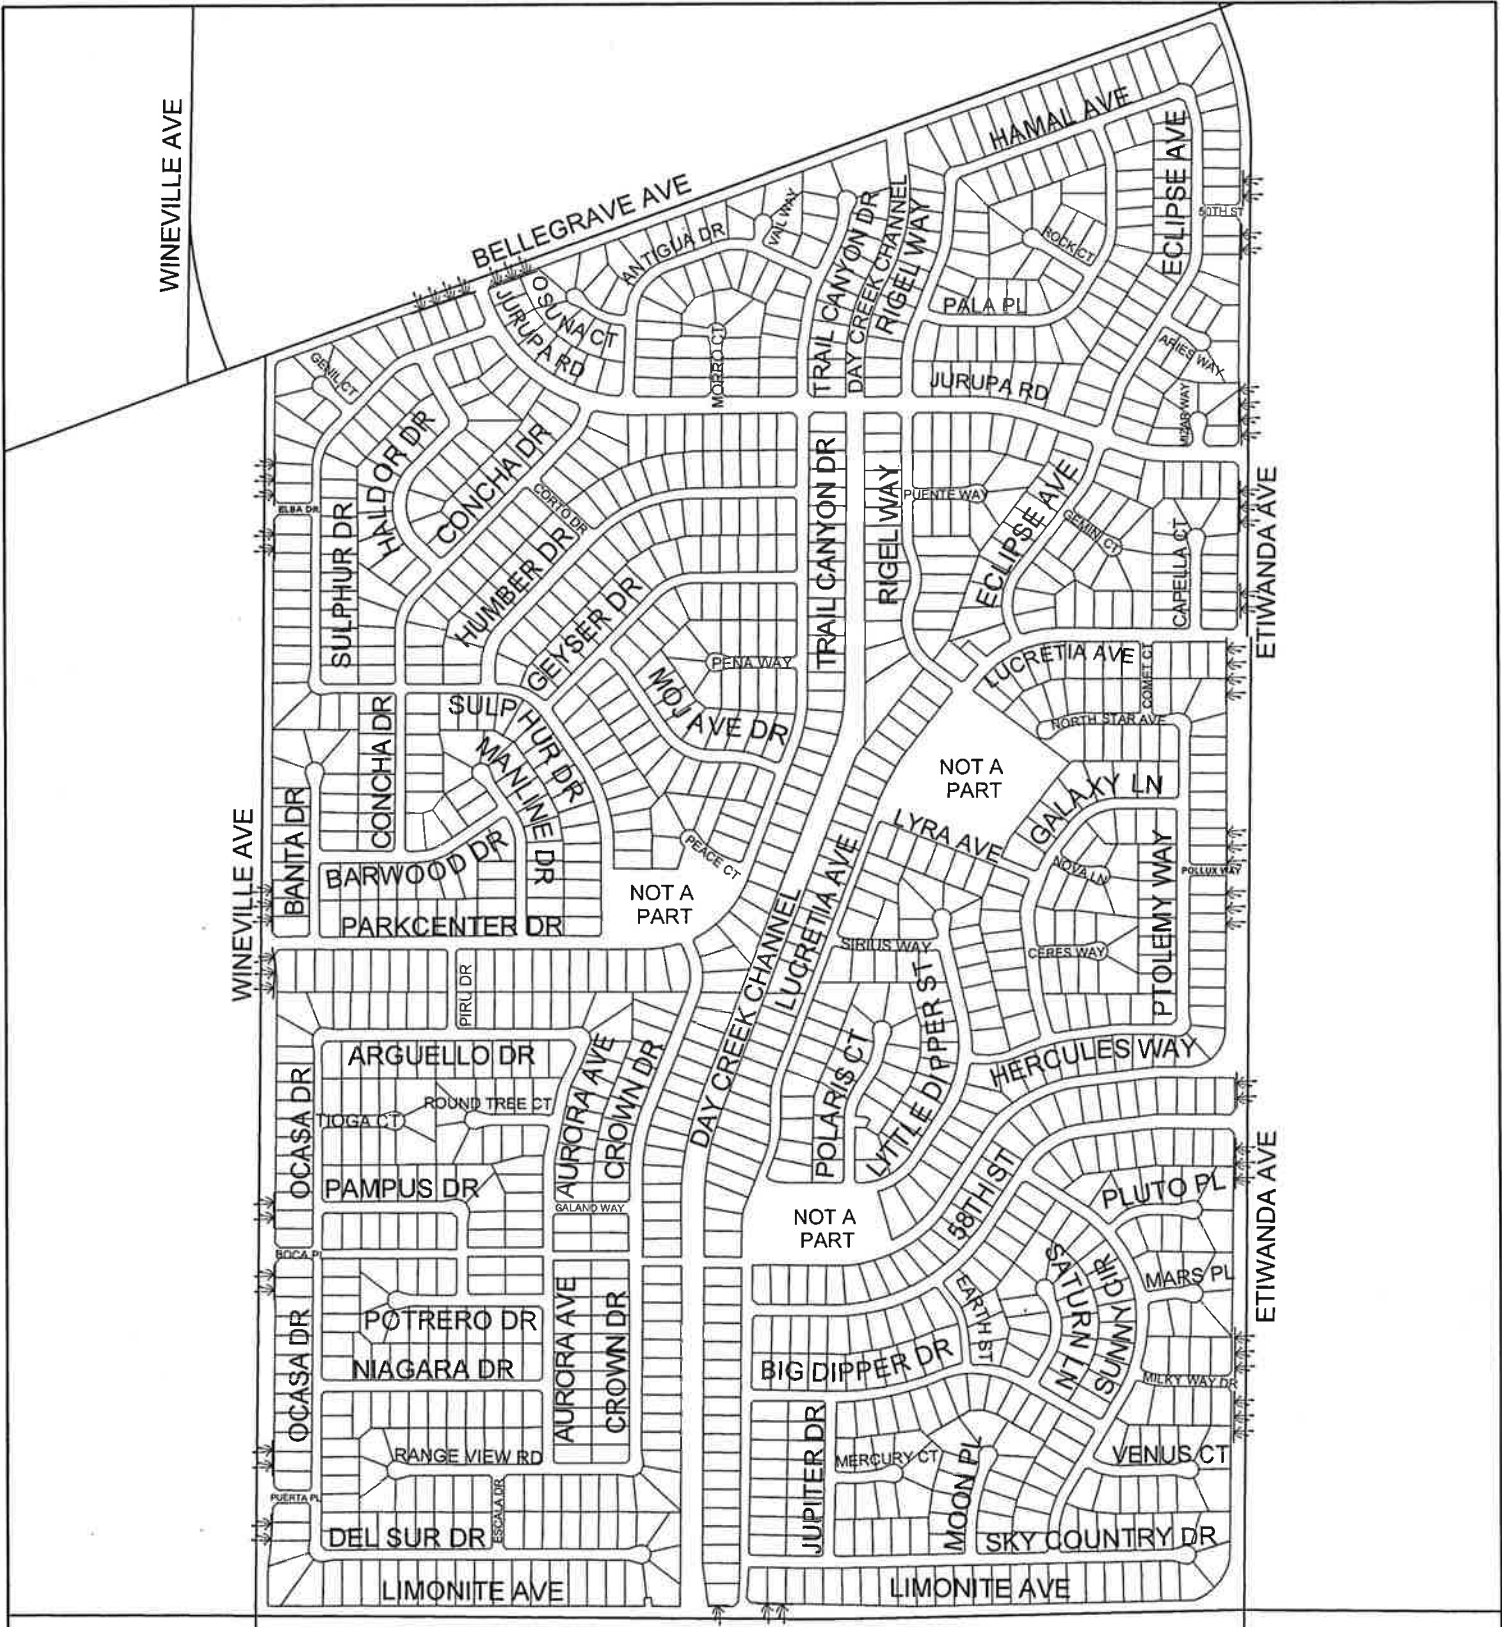 WINEVILLE AVE
BELLEGRAVE AVE
HAMAL AVE
ECLIPSE AVE
50TH ST
ECLIPSE AVE
ROCK CT
PALA PL
ARIES WAY
MIZAR WAY
JURUPA RD
RIGEL WAY
DAY CREEK CHANNEL
TRAIL CANYON DR
VAIL WAY
ANTIGUA DR
MORRO CT
OSUNA CT
JURUPA RD
GENIL CT
HALDOR DR
CONCHA DR
CORTO DR
ELBA DR
SULPHUR DR
HUMBER DR
GEYSER DR
TRAIL CANYON DR
RIGEL WAY
PUENTE WAY
ECLIPSE AVE
GEMINI CT
CAPELLA CT
ETIWANDA AVE
LUCRETIA AVE
COMET CT
NORTH STAR AVE
PENA WAY
MOJAVE DR
SULPHUR DR
CONCHA DR
MANLINE DR
BANTA DR
WINEVILLE AVE
BARWOOD DR
PARKCENTER DR
PEACE CT
NOT A
PART
NOT A
PART
GALAXY LN
LYRA AVE
NOVA LN
PTOLEMY WAY
POLLUX WAY
CERES WAY
SIRIUS WAY
LUCRETIA AVE
DAY CREEK CHANNEL
LITTLE DIPPER ST
POLARIS CT
HERCULES WAY
PIRU DR
ARGUELLO DR
AURORA AVE
CROWN DR
OCASA DR
ROUND TREE CT
TIOGA CT
PAMPUS DR
GALAND WAY
BOCA PL
NOT A
PART
58TH ST
PLUTO PL
ETIWANDA AVE
MARS PL
SATURN LN
SUNNY CIR
EARTH ST
MILKY WAY DR
BIG DIPPER DR
POTRERO DR
NIAGARA DR
OCASA DR
AURORA AVE
CROWN DR
RANGE VIEW RD
ESCALA DR
PUERTA PL
DEL SUR DR
JUPITER DR
MERCURY CT
MOON PL
VENUS CT
SKY COUNTRY DR
LIMONITE AVE
LIMONITE AVE